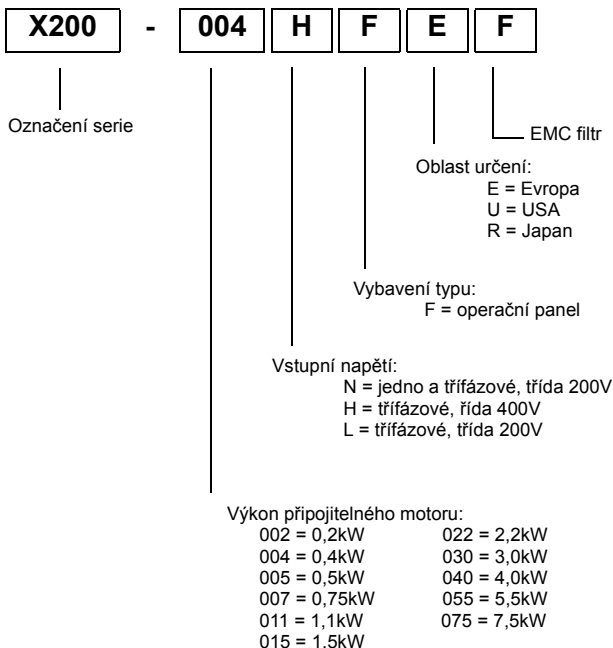 X200 - 004 H F E F
Označení serie
EMC filtr
Oblast určení:
E = Evropa
U = USA
R = Japan
Vybavení typu:
F = operační panel
Vstupní napětí:
N = jedno a třífázové, třída 200V
H = třífázové, řída 400V
L = třífázové, třída 200V
Výkon připojitelného motoru:
002 = 0,2kW 022 = 2,2kW
004 = 0,4kW 030 = 3,0kW
005 = 0,5kW 040 = 4,0kW
007 = 0,75kW 055 = 5,5kW
011 = 1,1kW 075 = 7,5kW
015 = 1,5kW